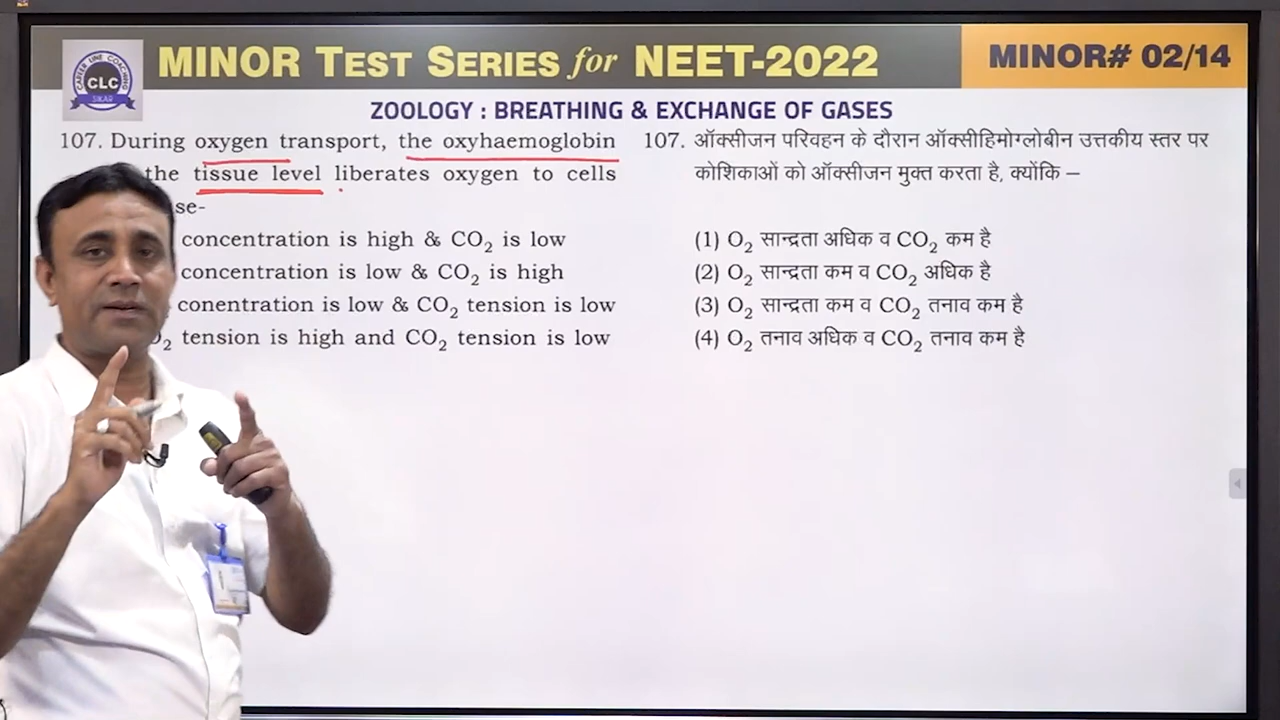 CAREER LINE COACHING
CLC
SIKAR
MINOR TEST SERIES for NEET-2022
MINOR# 02/14
ZOOLOGY : BREATHING & EXCHANGE OF GASES
107. During oxygen transport, the oxyhaemoglobin
the tissue level liberates oxygen to cells
se-
concentration is high & CO₂ is low
concentration is low & CO₂ is high
conentration is low & CO₂ tension is low
₂ tension is high and CO₂ tension is low
107. ऑक्सीजन परिवहन के दौरान ऑक्सीहिमोग्लोबीन उत्तकीय स्तर पर
कोशिकाओं को ऑक्सीजन मुक्त करता है, क्योंकि –
(1) O₂ सान्द्रता अधिक व CO₂ कम है
(2) O₂ सान्द्रता कम व CO₂ अधिक है
(3) O₂ सान्द्रता कम व CO₂ तनाव कम है
(4) O₂ तनाव अधिक व CO₂ तनाव कम है